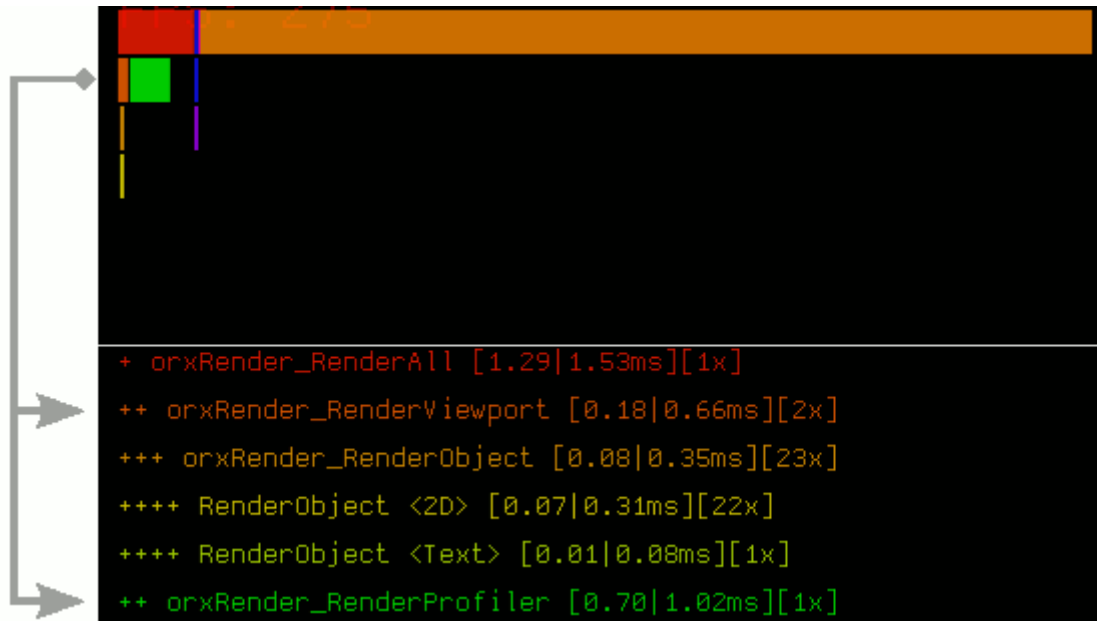 FPS: 275
+ orxRender_RenderAll [1.29|1.53ms][1x]
++ orxRender_RenderViewport [0.18|0.66ms][2x]
+++ orxRender_RenderObject [0.08|0.35ms][23x]
++++ RenderObject <2D> [0.07|0.31ms][22x]
++++ RenderObject <Text> [0.01|0.08ms][1x]
++ orxRender_RenderProfiler [0.70|1.02ms][1x]